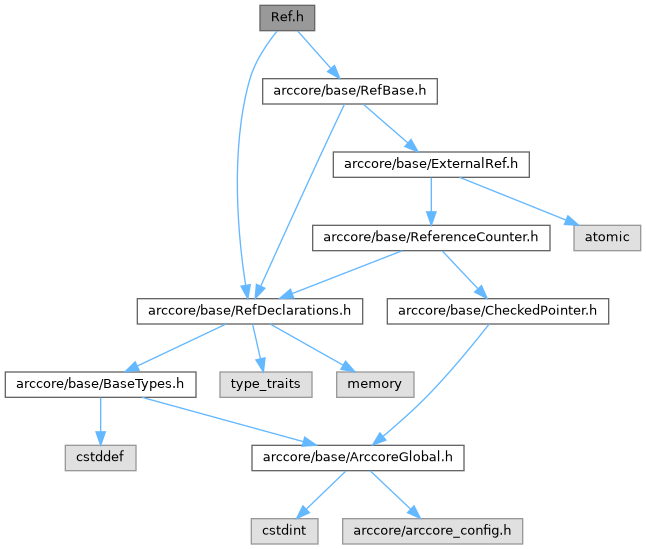 Ref.h
arccore/base/RefBase.h
arccore/base/ExternalRef.h
arccore/base/ReferenceCounter.h
atomic
arccore/base/RefDeclarations.h
arccore/base/CheckedPointer.h
arccore/base/BaseTypes.h
type_traits
memory
cstddef
arccore/base/ArccoreGlobal.h
cstdint
arccore/arccore_config.h